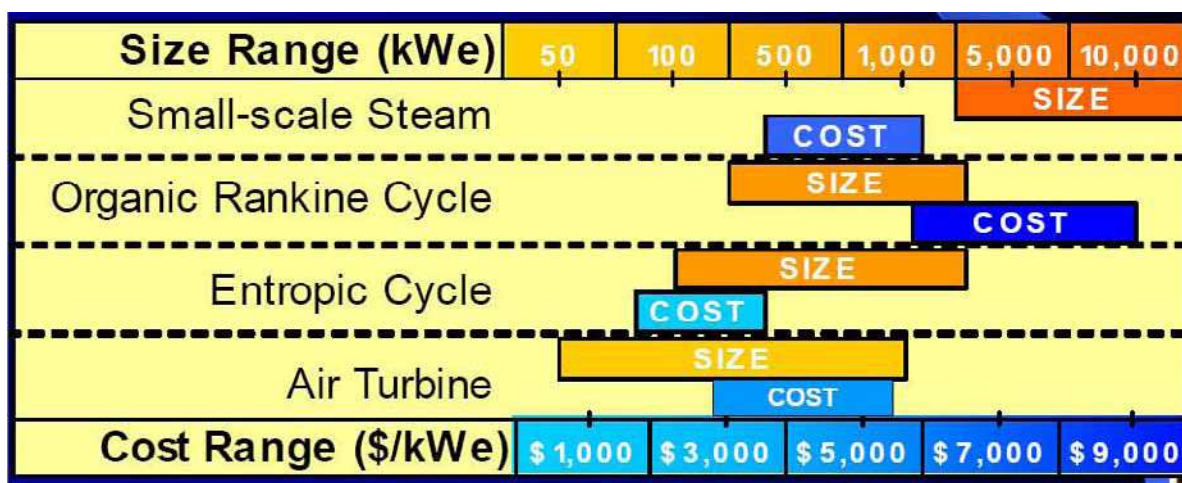 Size Range (kWe) 50 100 500 1,000 5,000 10,000
Small-scale Steam
SIZE
COST
Organic Rankine Cycle
SIZE
COST
Entropic Cycle
SIZE
COST
Air Turbine
SIZE
COST
Cost Range ($/kWe) $1,000 $3,000 $5,000 $7,000 $9,000